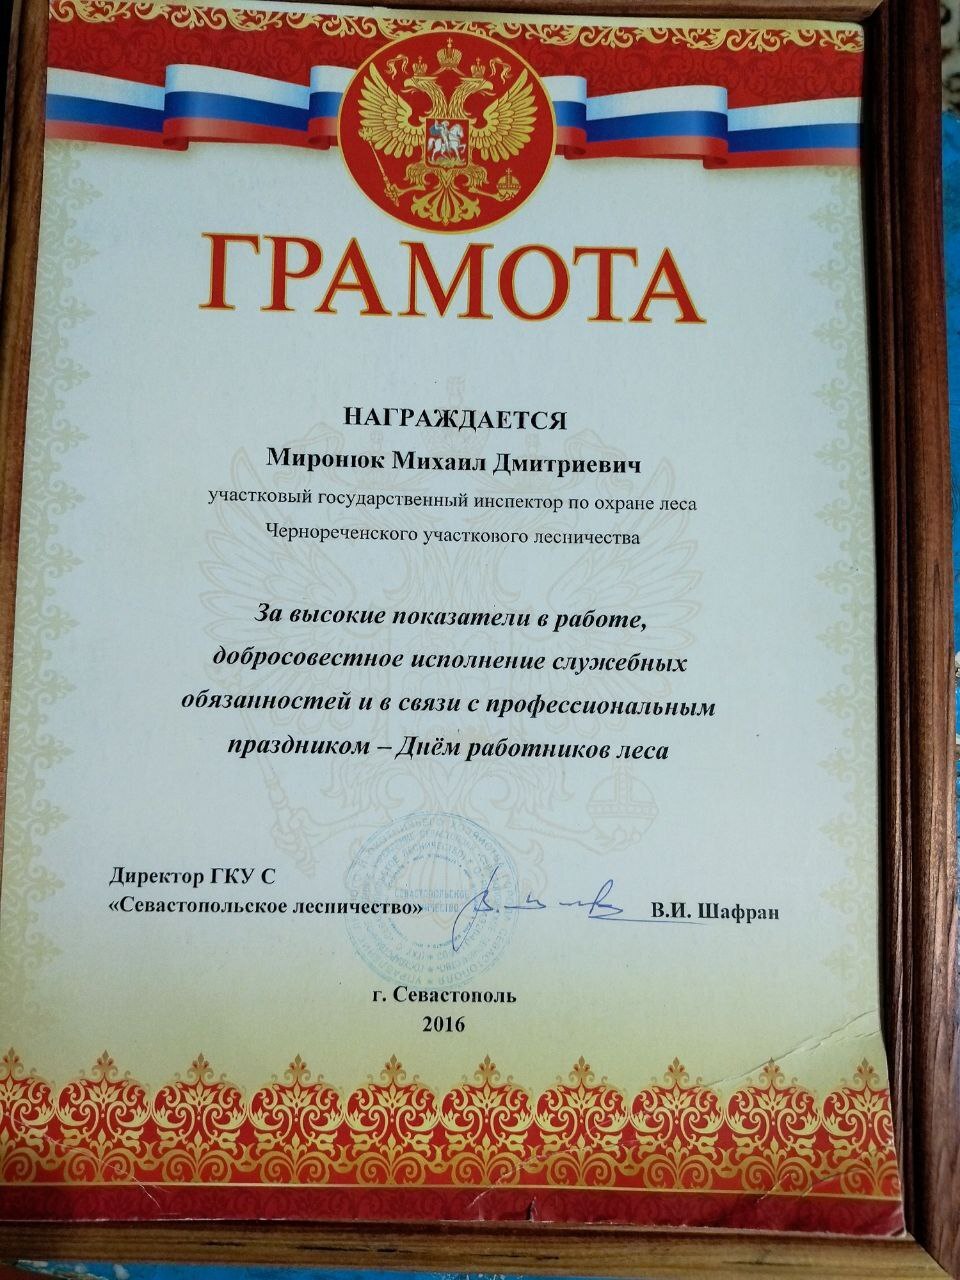 ГРАМОТА
НАГРАЖДАЕТСЯ
Миронюк Михаил Дмитриевич
участковый государственный инспектор по охране леса
Чернореченского участкового лесничества
За высокие показатели в работе,
добросовестное исполнение служебных
обязанностей и в связи с профессиональным
праздником – Днём работников леса
Директор ГКУ С
«Севастопольское лесничество»
В.И. Шафран
СЕВАСТОПОЛЬСКОЕ
г. Севастополь
2016